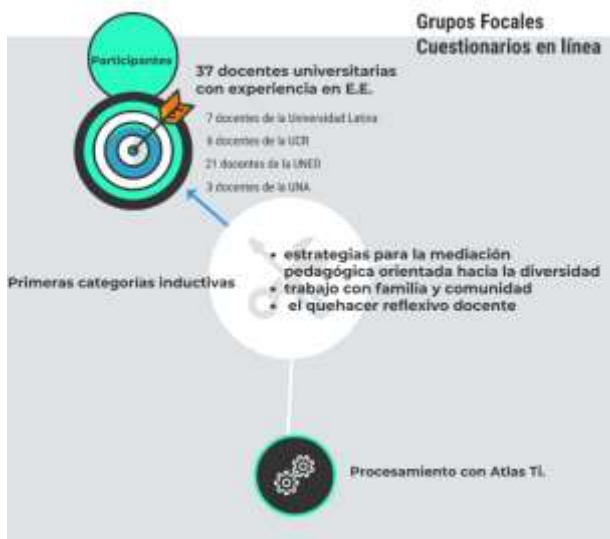 Grupos Focales
Cuestionarios en línea
Participantes
37 docentes universitarias
con experiencia en E.E.
7 docentes de la Universidad Latina
6 docentes de la UCR
21 docentes de la UNED
3 docentes de la UNA
Primeras categorías inductivas
• estrategias para la mediación
pedagógica orientada hacia la diversidad
• trabajo con familia y comunidad
• el quehacer reflexivo docente
Procesamiento con Atlas Ti.